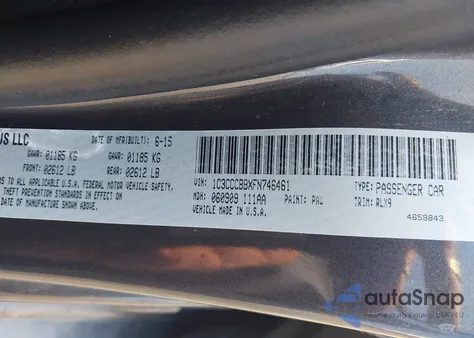 US LLC
DATE OF MFR(BUILT): 6-15
GAWR: 01185 KG GAWR: 01185 KG
FRONT: 02612 LB REAR: 02612 LB
TO ALL APPLICABLE U.S.A. FEDERAL MOTOR VEHICLE SAFETY,
THEFT PREVENTION STANDARDS IN EFFECT ON
DATE OF MANUFACTURE SHOWN ABOVE.
VIN: 1C3CCCBBXFN746461 TYPE: PASSENGER CAR
MDH: 060909 111AA PAINT: PAU TRIM: RLX9
VEHICLE MADE IN U.S.A. 4659843
autoSnap